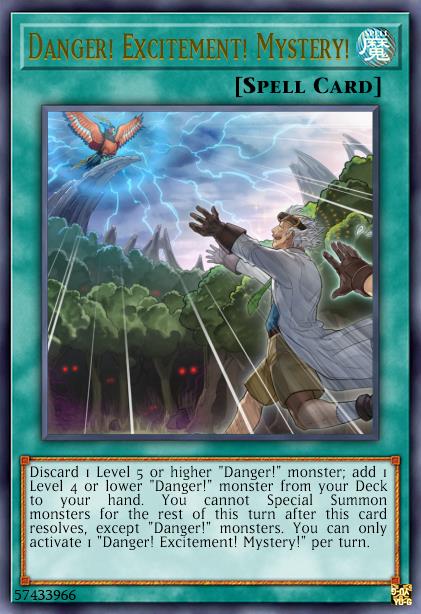 Danger! Excitement! Mystery!
SPELL
魔
[Spell Card]
Discard 1 Level 5 or higher "Danger!" monster; add 1
Level 4 or lower "Danger!" monster from your Deck
to your hand. You cannot Special Summon
monsters for the rest of this turn after this card
resolves, except "Danger!" monsters. You can only
activate 1 "Danger! Excitement! Mystery!" per turn.
57433966